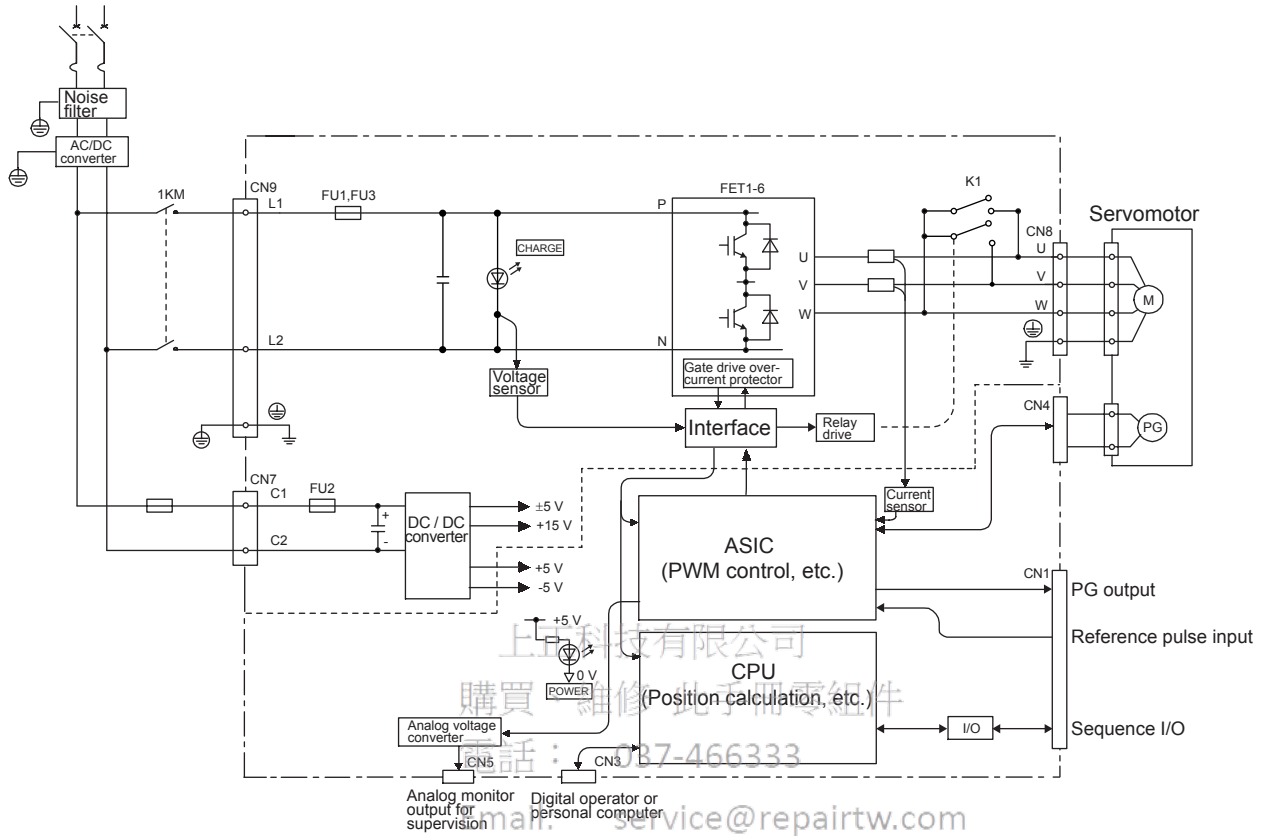 Noise
filter
AC/DC
converter
1KM
CN9
L1
FU1,FU3
P
FET1-6
K1
Servomotor
CHARGE
CN8
U
U
V
V
M
W
W
L2
N
Voltage
sensor
Gate drive over-
current protector
Interface
Relay
drive
CN4
PG
CN7
C1
FU2
+
-
C2
DC / DC
converter
±5 V
+15 V
+5 V
-5 V
Current
sensor
ASIC
(PWM control, etc.)
CN1
PG output
Reference pulse input
+5 V
0 V
POWER
上正科技有限公司
CPU
(Position calculation, etc.)
購買、維修 此手冊零組件
I/O
Sequence I/O
Analog voltage
converter
電話: 037-466333
CN5
CN3
Analog monitor
output for
supervision
Digital operator or
personal computer
Email: service@repairtw.com